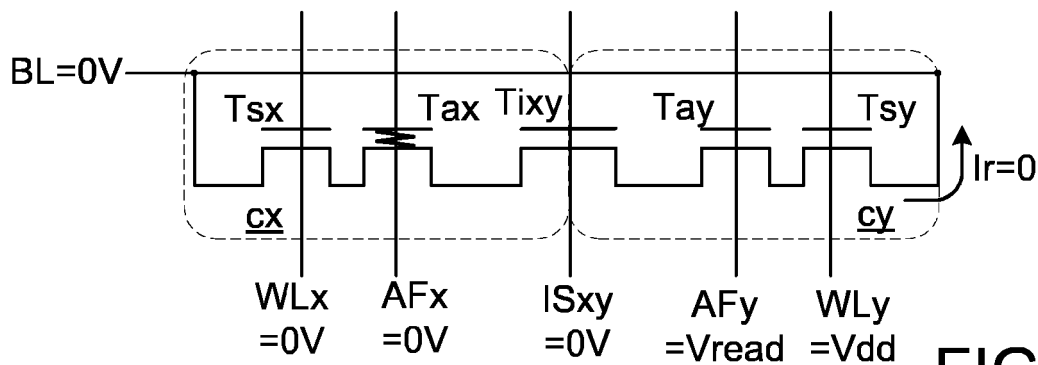 BL=0V
Tsx Tax Tixy Tay Tsy
Ir=0
cx cy
WLx =0V
AFx =0V
ISxy =0V
AFy =Vread
WLy =Vdd
FIG